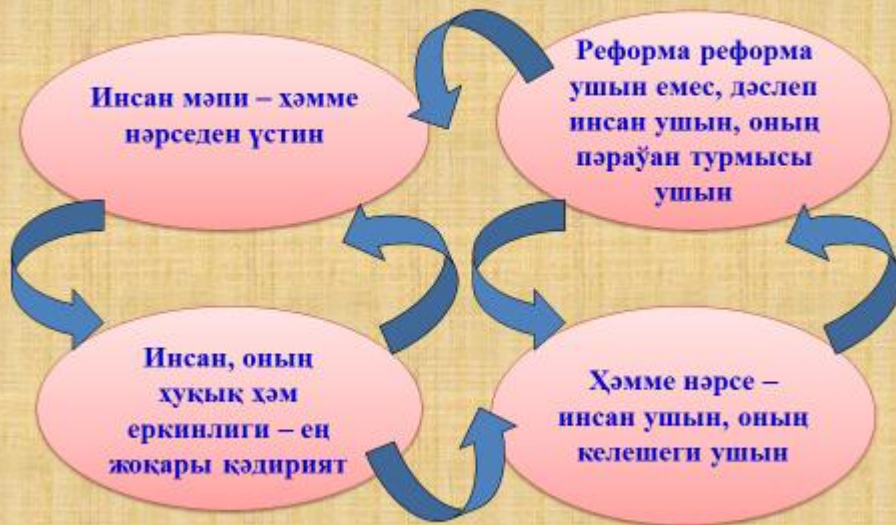 Инсан мәпи – ҳәмме
нәрседен үстин
Реформа реформа
ушын емес, дәслеп
инсан ушын, оның
пәраўан турмысы
ушын
Инсан, оның
ҳуқық ҳәм
еркинлиги – ең
жоқары қәдирият
Ҳәмме нәрсе –
инсан ушын, оның
келешеги ушын